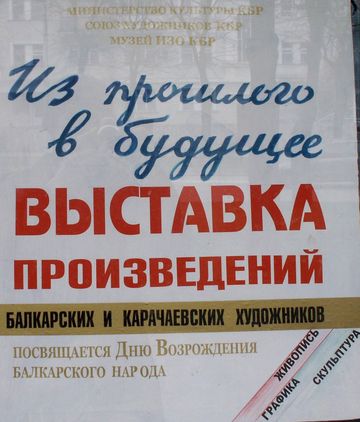 МИНИСТЕРСТВО КУЛЬТУРЫ КБР
СОЮЗ ХУДОЖНИКОВ КБР
МУЗЕЙ ИЗО КБР
Из прошлого
в будущее
ВЫСТАВКА
ПРОИЗВЕДЕНИЙ
БАЛКАРСКИХ И КАРАЧАЕВСКИХ ХУДОЖНИКОВ
ПОСВЯЩАЕТСЯ ДНЮ ВОЗРОЖДЕНИЯ
БАЛКАРСКОГО НАРОДА
ЖИВОПИСЬ
ГРАФИКА
СКУЛЬПТУРА